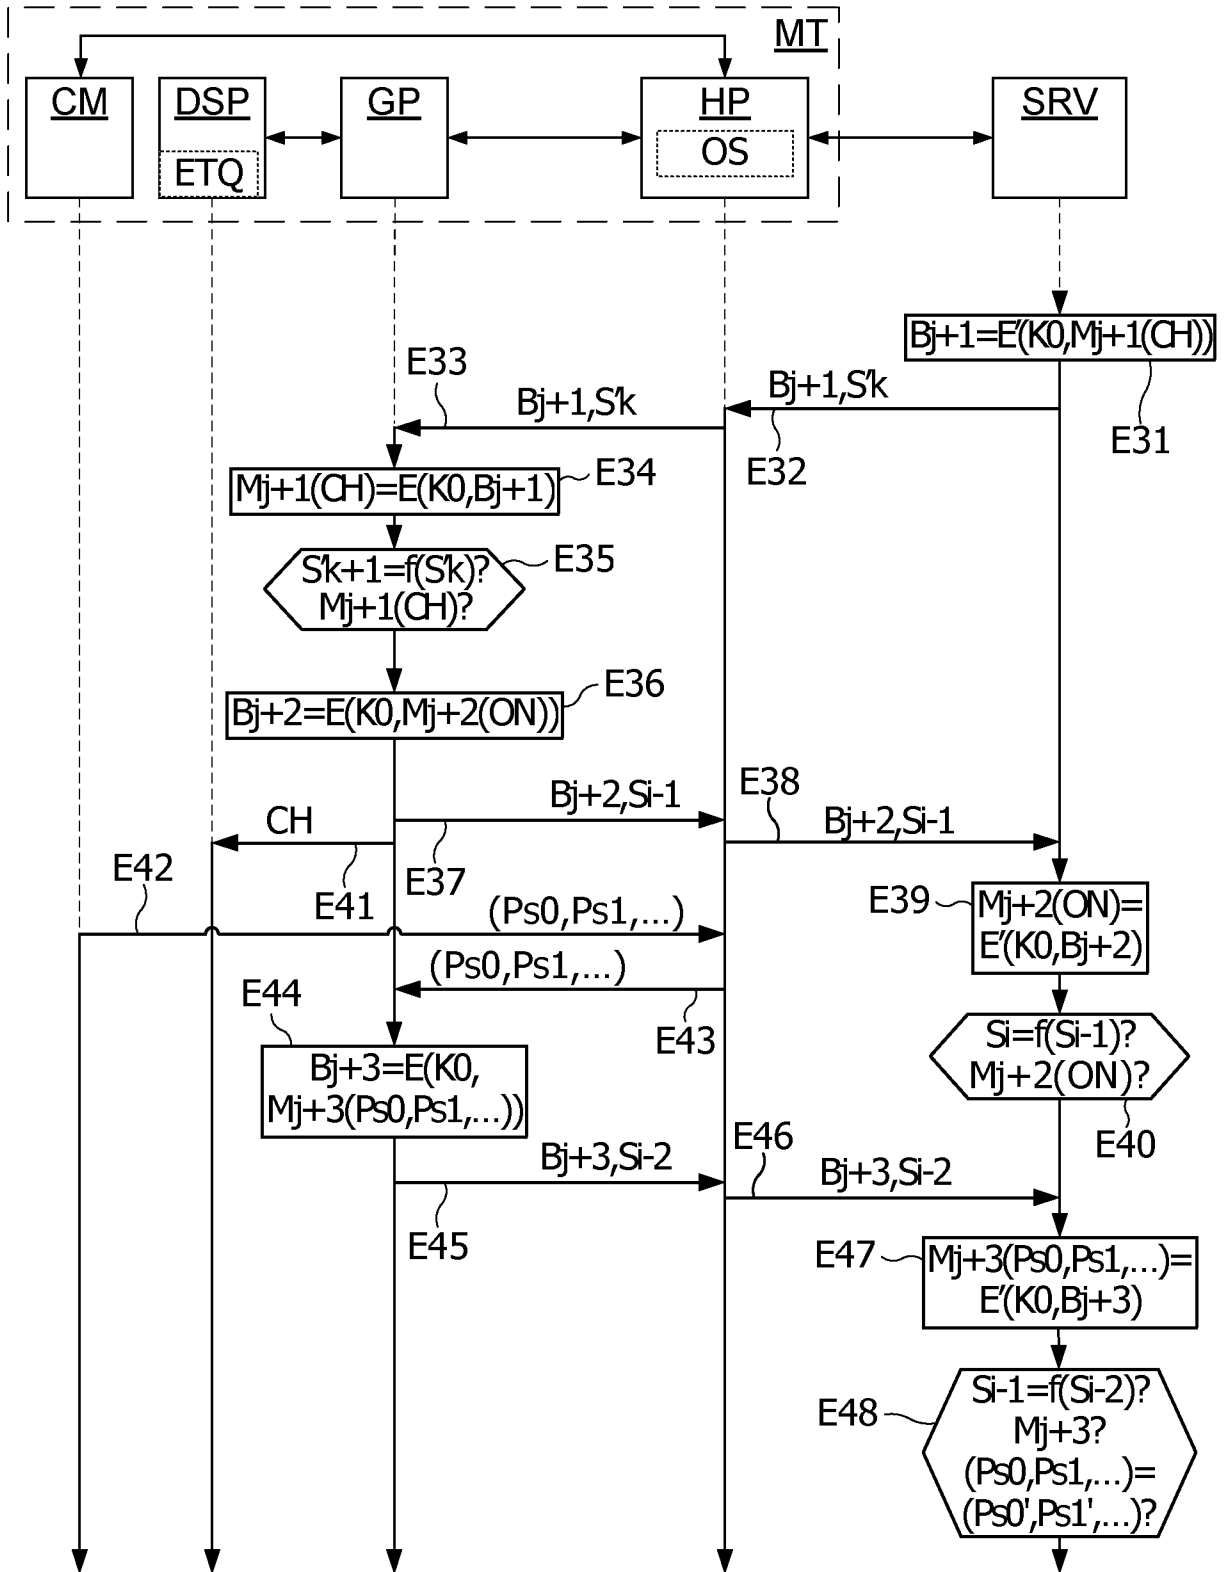 MT
CM
DSP
GP
HP
SRV
OS
ETQ
Bj+1=E'(K0,Mj+1(CH))
E33
Bj+1,S'k
Bj+1,S'k
E31
E32
E34
Mj+1(CH)=E(K0,Bj+1)
E35
S'k+1=f(S'k)?
Mj+1(CH)?
E36
Bj+2=E(K0,Mj+2(ON))
E38
Bj+2,Si-1
CH
Bj+2,Si-1
E42
E37
E39
E41
(Ps0,Ps1,...)
Mj+2(ON)=
E'(K0,Bj+2)
(Ps0,Ps1,...)
E44
E43
Si=f(Si-1)?
Mj+2(ON)?
Bj+3=E(K0,
Mj+3(Ps0,Ps1,...))
E46
E40
Bj+3,Si-2
Bj+3,Si-2
E45
E47
Mj+3(Ps0,Ps1,...)=
E'(K0,Bj+3)
E48
Si-1=f(Si-2)?
Mj+3?
(Ps0,Ps1,...)=
(Ps0',Ps1',...)?